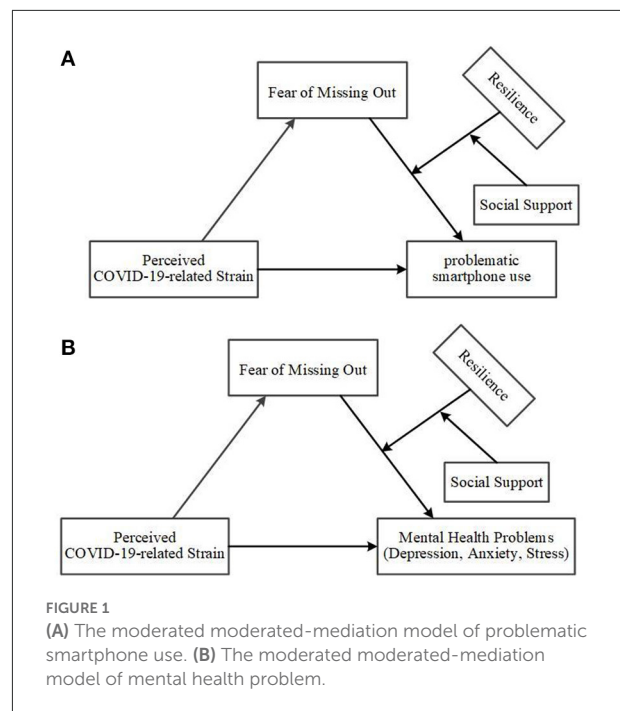 A
Fear of Missing Out
Resilience
Social Support
Perceived
COVID-19-related Strain
problematic
smartphone use
B
Fear of Missing Out
Resilience
Social Support
Perceived
COVID-19-related Strain
Mental Health Problems
(Depression, Anxiety, Stress)
FIGURE 1
(A) The moderated moderated-mediation model of problematic
smartphone use. (B) The moderated moderated-mediation
model of mental health problem.